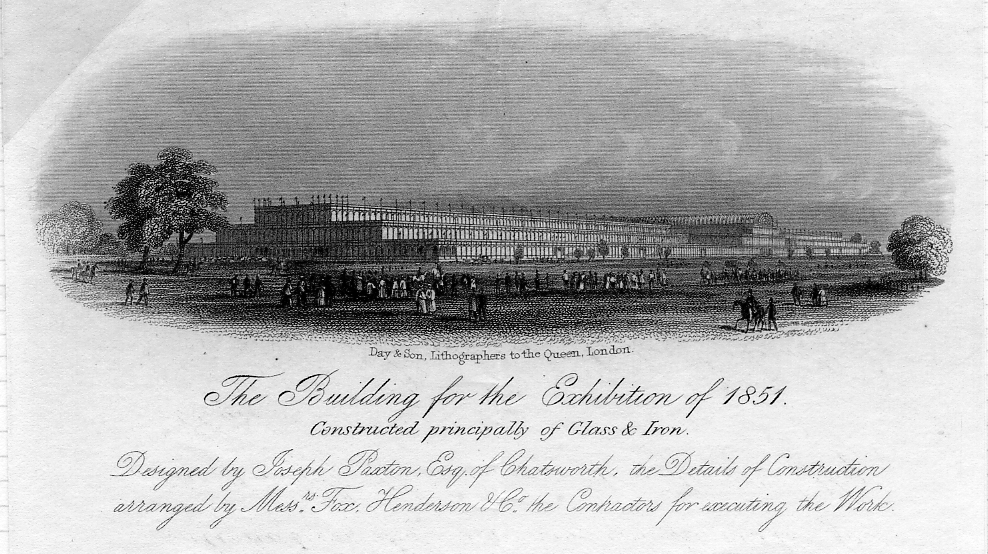 Day & Son, Lithographers to the Queen, London.
The Building for the Exhibition of 1851.
Constructed principally of Glass & Iron.
Designed by Joseph Paxton, Esq. of Chatsworth, the Details of Construction
arranged by Mess.rs Fox, Henderson & Co. the Contractors for executing the Work.